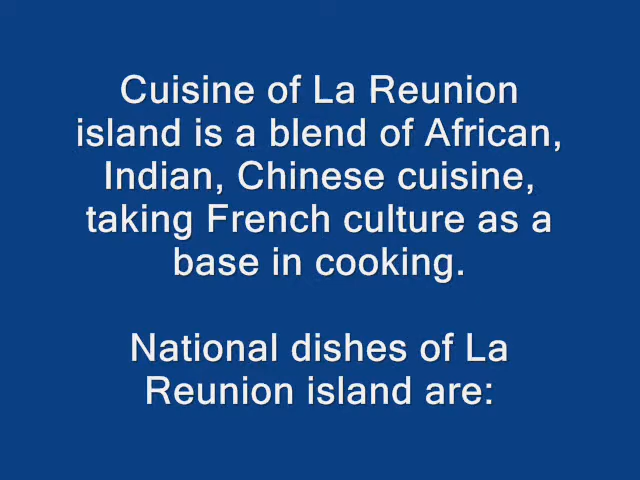 Cuisine of La Reunion
island is a blend of African,
Indian, Chinese cuisine,
taking French culture as a
base in cooking.
National dishes of La
Reunion island are: